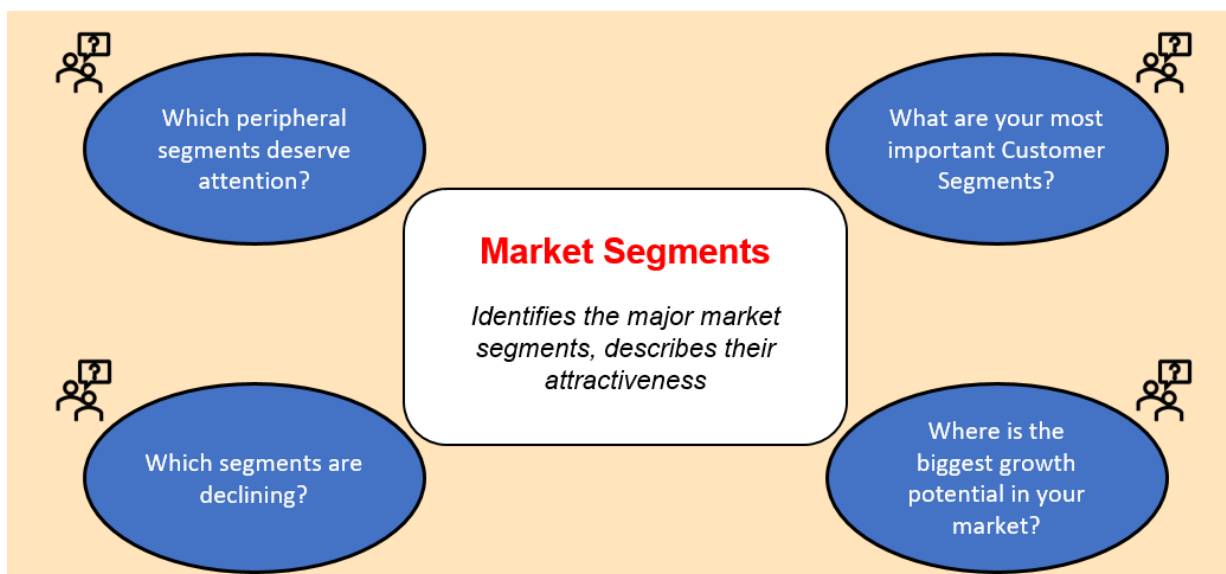 Which peripheral
segments deserve
attention?
What are your most
important Customer
Segments?
Market Segments
Identifies the major market
segments, describes their
attractiveness
Which segments are
declining?
Where is the
biggest growth
potential in your
market?